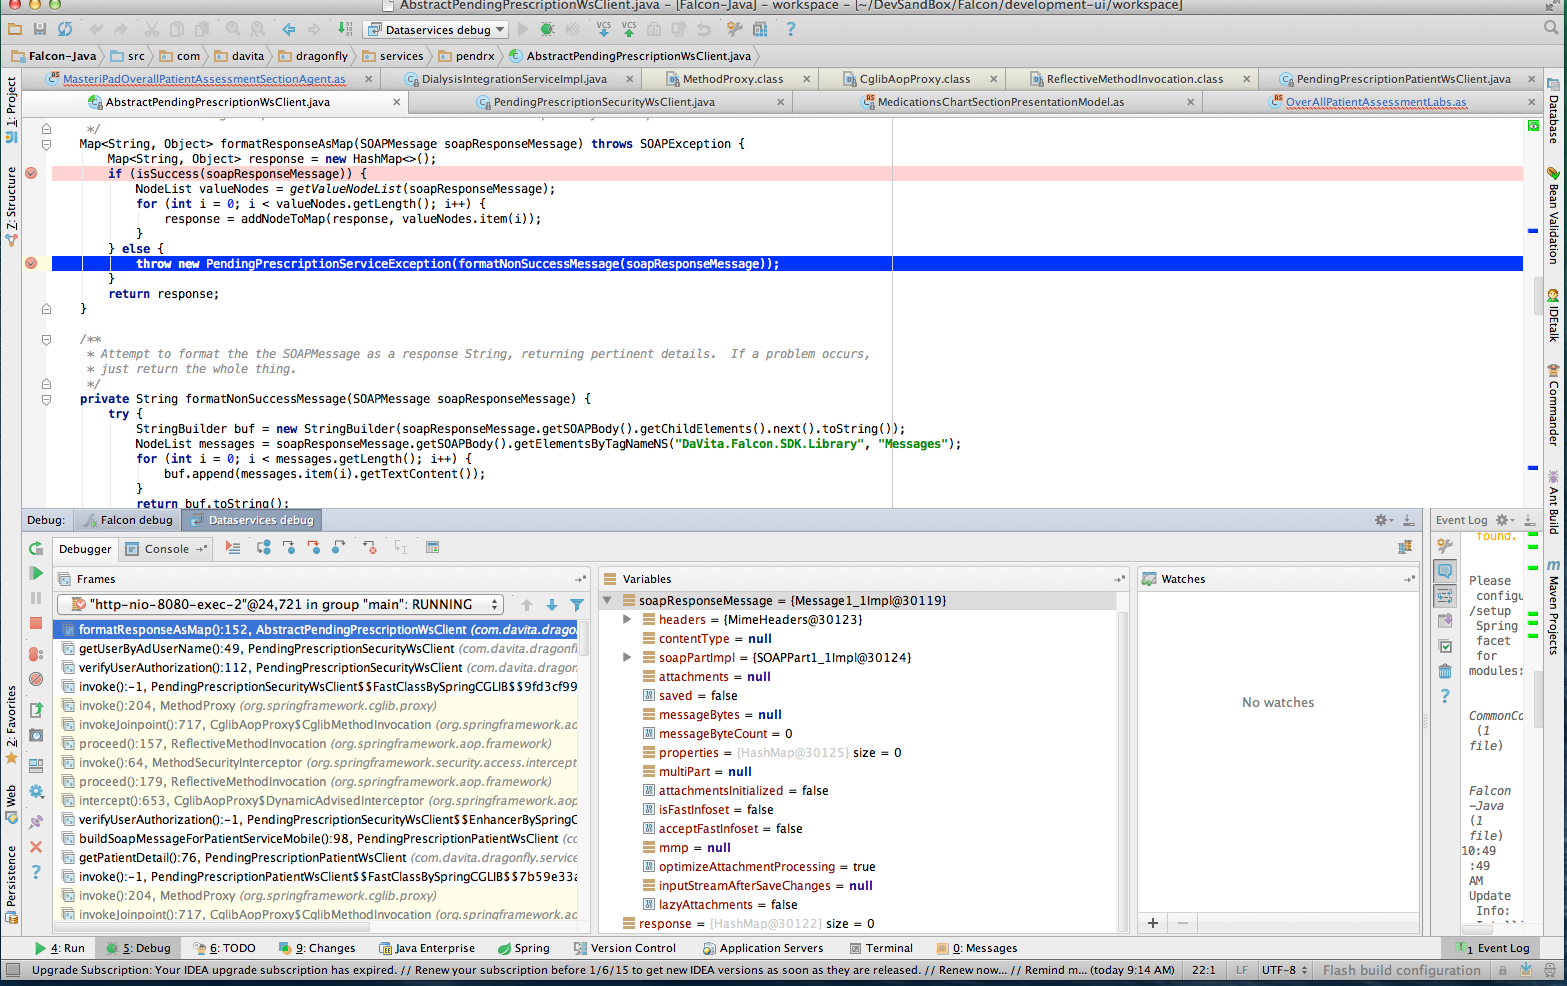 AbstractPendingPrescriptionWsClient.java – [Falcon-Java] – workspace – [~/DevSandBox/Falcon/development-ui/workspace]
Dataservices debug
VCS VCS
Falcon-Java src com davita dragonfly services pendrx AbstractPendingPrescriptionWsClient.java
MasteriPadOverallPatientAssessmentSectionAgent.as DialysisIntegrationServiceImpl.java MethodProxy.class CglibAopProxy.class ReflectiveMethodInvocation.class PendingPrescriptionPatientWsClient.java
AbstractPendingPrescriptionWsClient.java PendingPrescriptionSecurityWsClient.java MedicationsChartSectionPresentationModel.as OverAllPatientAssessmentLabs.as
1: Project
Z: Structure
2: Favorites
Web
Persistence
*/
Map<String, Object> formatResponseAsMap(SOAPMessage soapResponseMessage) throws SOAPException {
Map<String, Object> response = new HashMap<>();
if (isSuccess(soapResponseMessage)) {
NodeList valueNodes = getValueNodeList(soapResponseMessage);
for (int i = 0; i < valueNodes.getLength(); i++) {
response = addNodeToMap(response, valueNodes.item(i));
}
} else {
throw new PendingPrescriptionServiceException(formatNonSuccessMessage(soapResponseMessage));
}
return response;
}
/**
* Attempt to format the the SOAPMessage as a response String, returning pertinent details.  If a problem occurs,
* just return the whole thing.
*/
private String formatNonSuccessMessage(SOAPMessage soapResponseMessage) {
try {
StringBuilder buf = new StringBuilder(soapResponseMessage.getSOAPBody().getChildElements().next().toString());
NodeList messages = soapResponseMessage.getSOAPBody().getElementsByTagNameNS("DaVita.Falcon.SDK.Library", "Messages");
for (int i = 0; i < messages.getLength(); i++) {
buf.append(messages.item(i).getTextContent());
}
return buf.toString();
Database
Bean Validation
IDEtalk
Commander
Ant Build
Maven Projects
Debug: Falcon debug Dataservices debug
Debugger Console
Frames
"http-nio-8080-exec-2"@24,721 in group "main": RUNNING
formatResponseAsMap():152, AbstractPendingPrescriptionWsClient (com.davita.dragonfl
getUserByAdUserName():49, PendingPrescriptionSecurityWsClient (com.davita.dragonfl
verifyUserAuthorization():112, PendingPrescriptionSecurityWsClient (com.davita.drago
invoke():-1, PendingPrescriptionSecurityWsClient$$FastClassBySpringCGLIB$$9fd3cf99
invoke():204, MethodProxy (org.springframework.cglib.proxy)
invokeJoinpoint():717, CglibAopProxy$CglibMethodInvocation (org.springframework.ao
proceed():157, ReflectiveMethodInvocation (org.springframework.aop.framework)
invoke():64, MethodSecurityInterceptor (org.springframework.security.access.intercept
proceed():179, ReflectiveMethodInvocation (org.springframework.aop.framework)
intercept():653, CglibAopProxy$DynamicAdvisedInterceptor (org.springframework.aop
verifyUserAuthorization():-1, PendingPrescriptionSecurityWsClient$$EnhancerBySpringC
buildSoapMessageForPatientServiceMobile():98, PendingPrescriptionPatientWsClient (cc
getPatientDetail():76, PendingPrescriptionPatientWsClient (com.davita.dragonfly.service
invoke():-1, PendingPrescriptionPatientWsClient$$FastClassBySpringCGLIB$$7b59e33a
invoke():204, MethodProxy (org.springframework.cglib.proxy)
invokeJoinpoint():717, CglibAopProxy$CglibMethodInvocation (org.springframework.ao
Variables
soapResponseMessage = {Message1_1Impl@30119}
headers = {MimeHeaders@30123}
contentType = null
soapPartImpl = {SOAPPart1_1Impl@30124}
attachments = null
saved = false
messageBytes = null
messageByteCount = 0
properties = {HashMap@30125} size = 0
multiPart = null
attachmentsInitialized = false
isFastInfoset = false
acceptFastInfoset = false
mmp = null
optimizeAttachmentProcessing = true
inputStreamAfterSaveChanges = null
lazyAttachments = false
response = {HashMap@30122} size = 0
Watches
No watches
Event Log
found.
Please
configu
/setup
Spring
facet
for
modules:
CommonCo
(1
file)
Falcon
-Java
(1
file)
10:49
:49
AM
Update
Info:
4: Run 5: Debug 6: TODO 9: Changes Java Enterprise Spring Version Control Application Servers Terminal 0: Messages 1 Event Log
Upgrade Subscription: Your IDEA upgrade subscription has expired. // Renew your subscription before 1/6/15 to get new IDEA versions as soon as they are released. // Renew now... // Remind m... (today 9:14 AM) 22:1 LF UTF-8 Flash build configuration